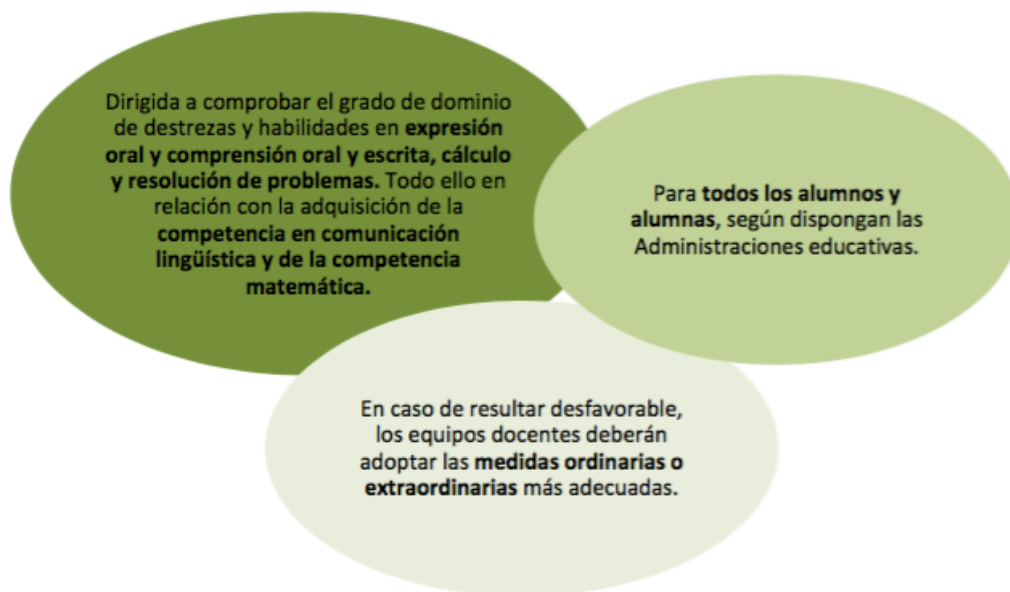 Dirigida a comprobar el grado de dominio
de destrezas y habilidades en expresión
oral y comprensión oral y escrita, cálculo
y resolución de problemas. Todo ello en
relación con la adquisición de la
competencia en comunicación
lingüística y de la competencia
matemática.
Para todos los alumnos y
alumnas, según dispongan las
Administraciones educativas.
En caso de resultar desfavorable,
los equipos docentes deberán
adoptar las medidas ordinarias o
extraordinarias más adecuadas.